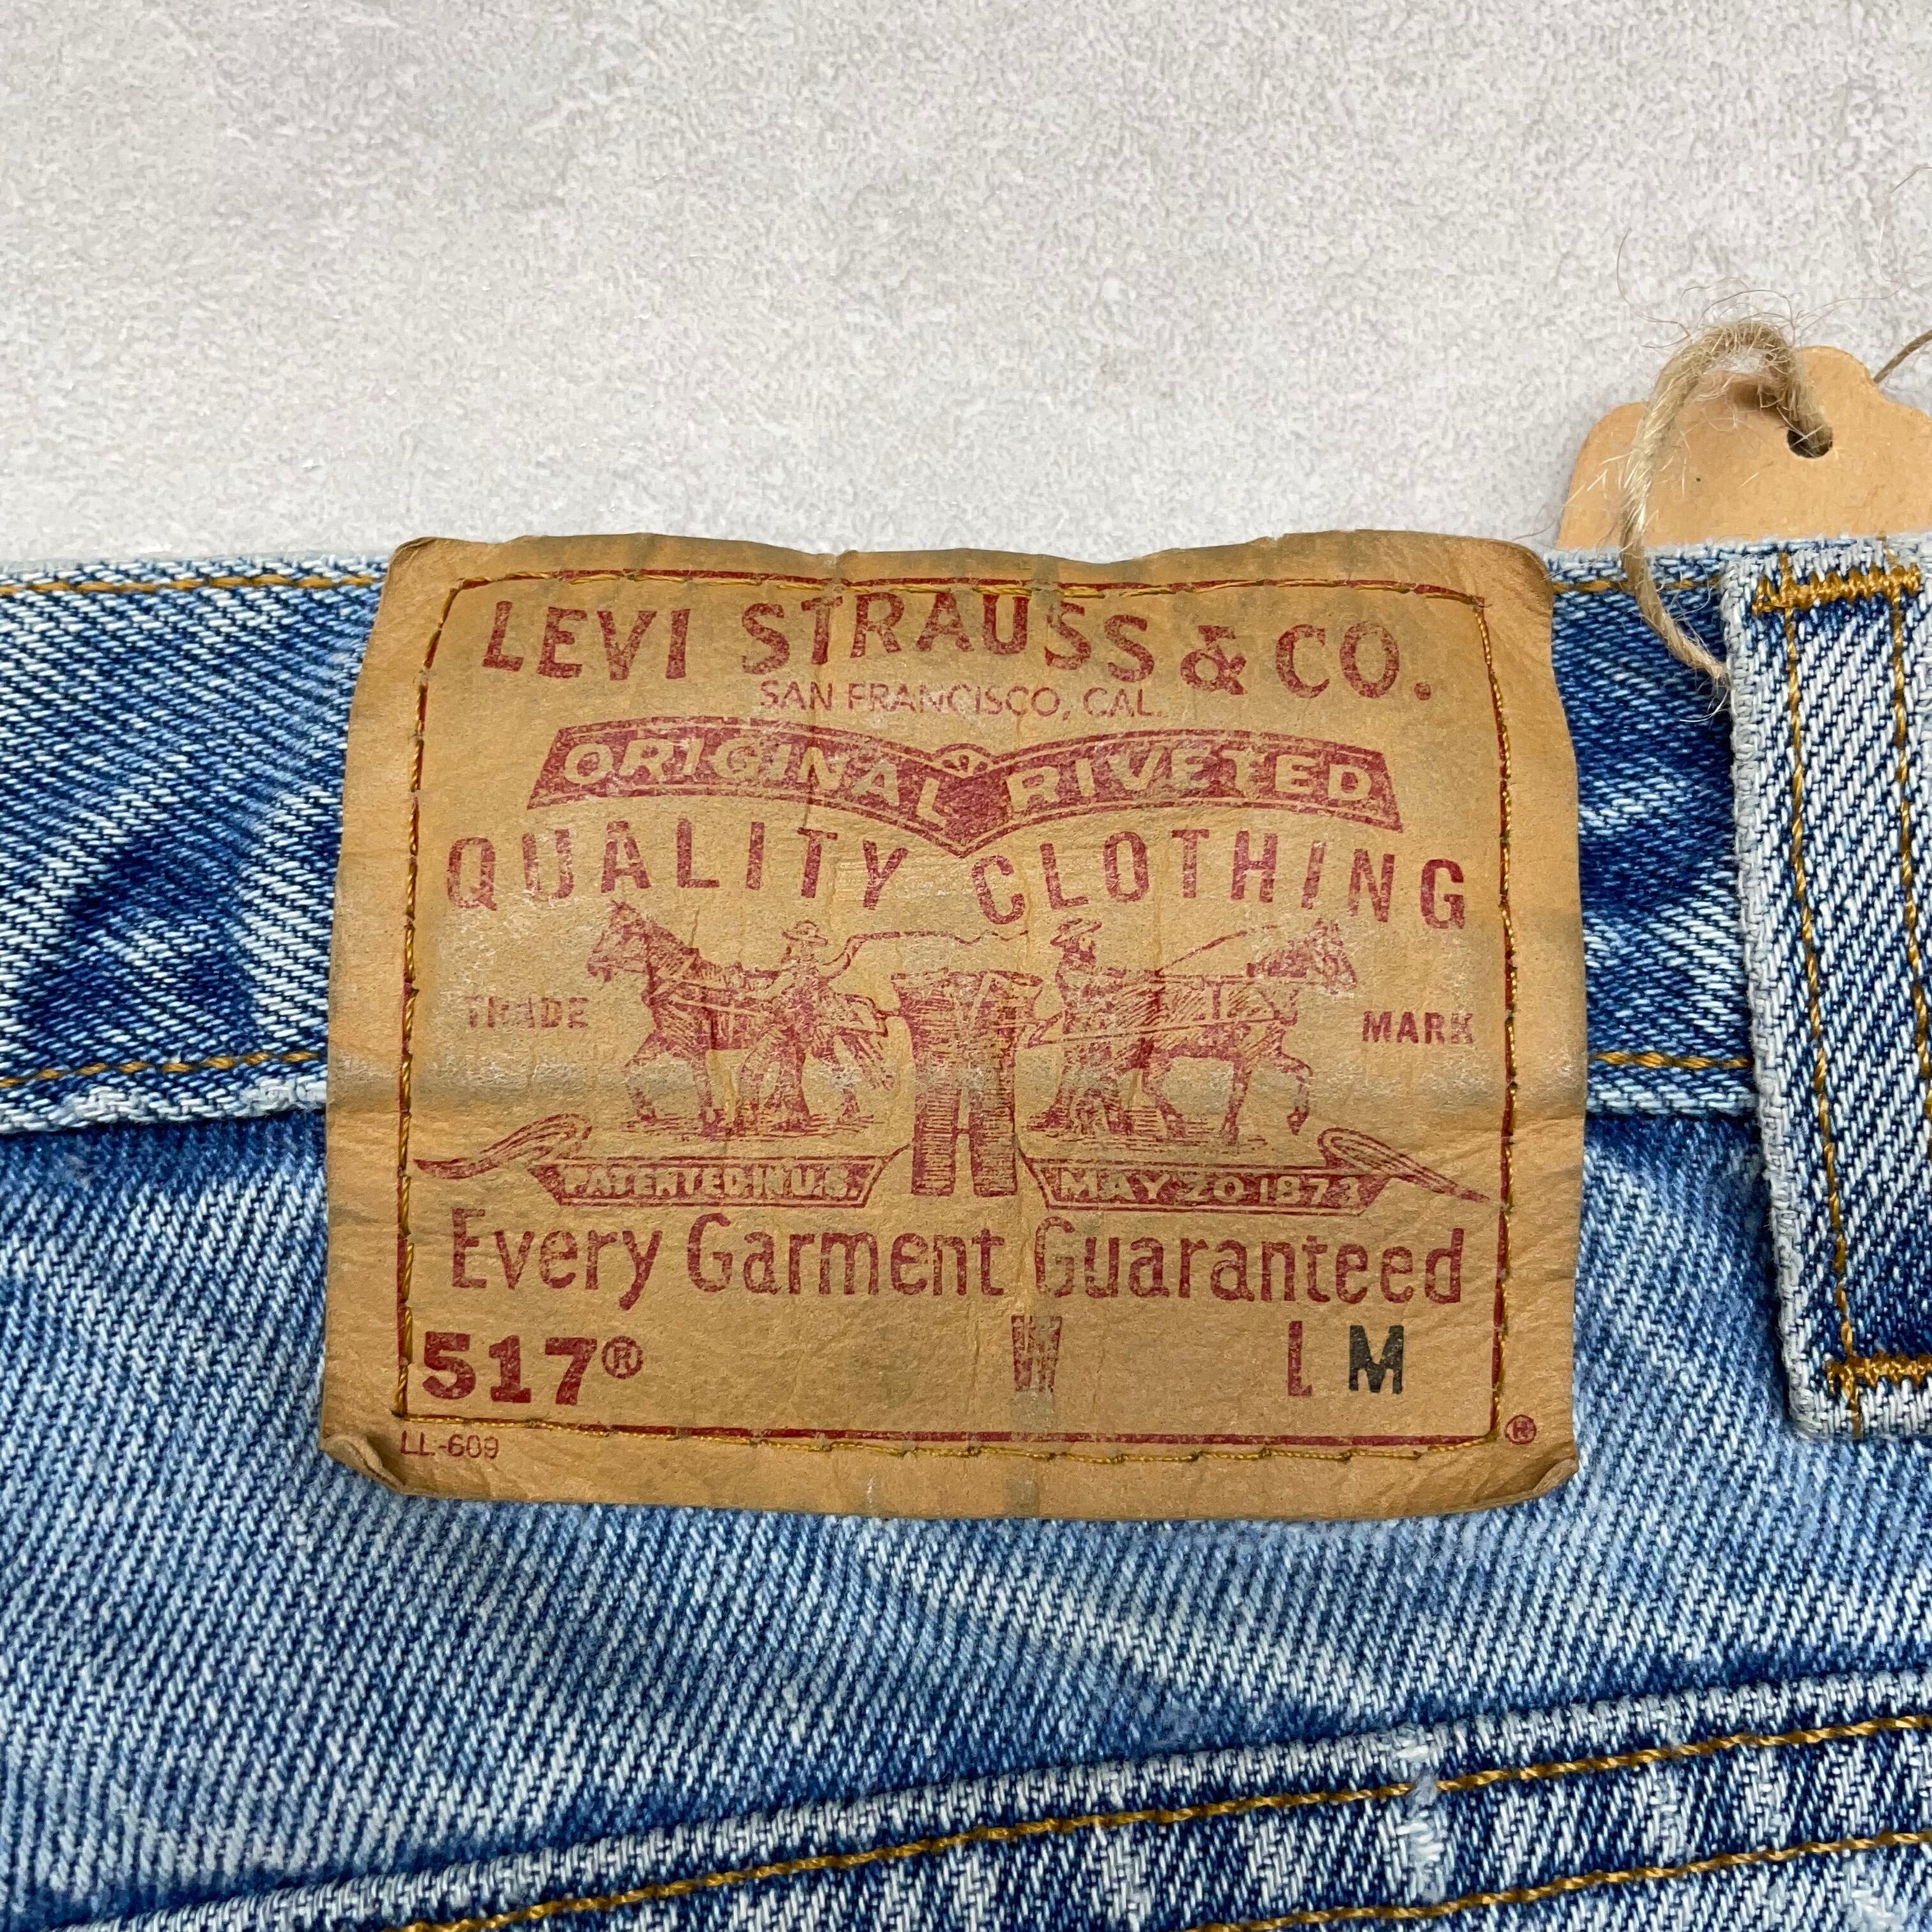 LEVI STRAUSS & CO.
SAN FRANCISCO, CAL.
ORIGINAL RIVETED
QUALITY CLOTHING
TRADE MARK
PATENTED IN U.S. MAY 20 1873
Every Garment Guaranteed
517® W L M
LL-609 ®